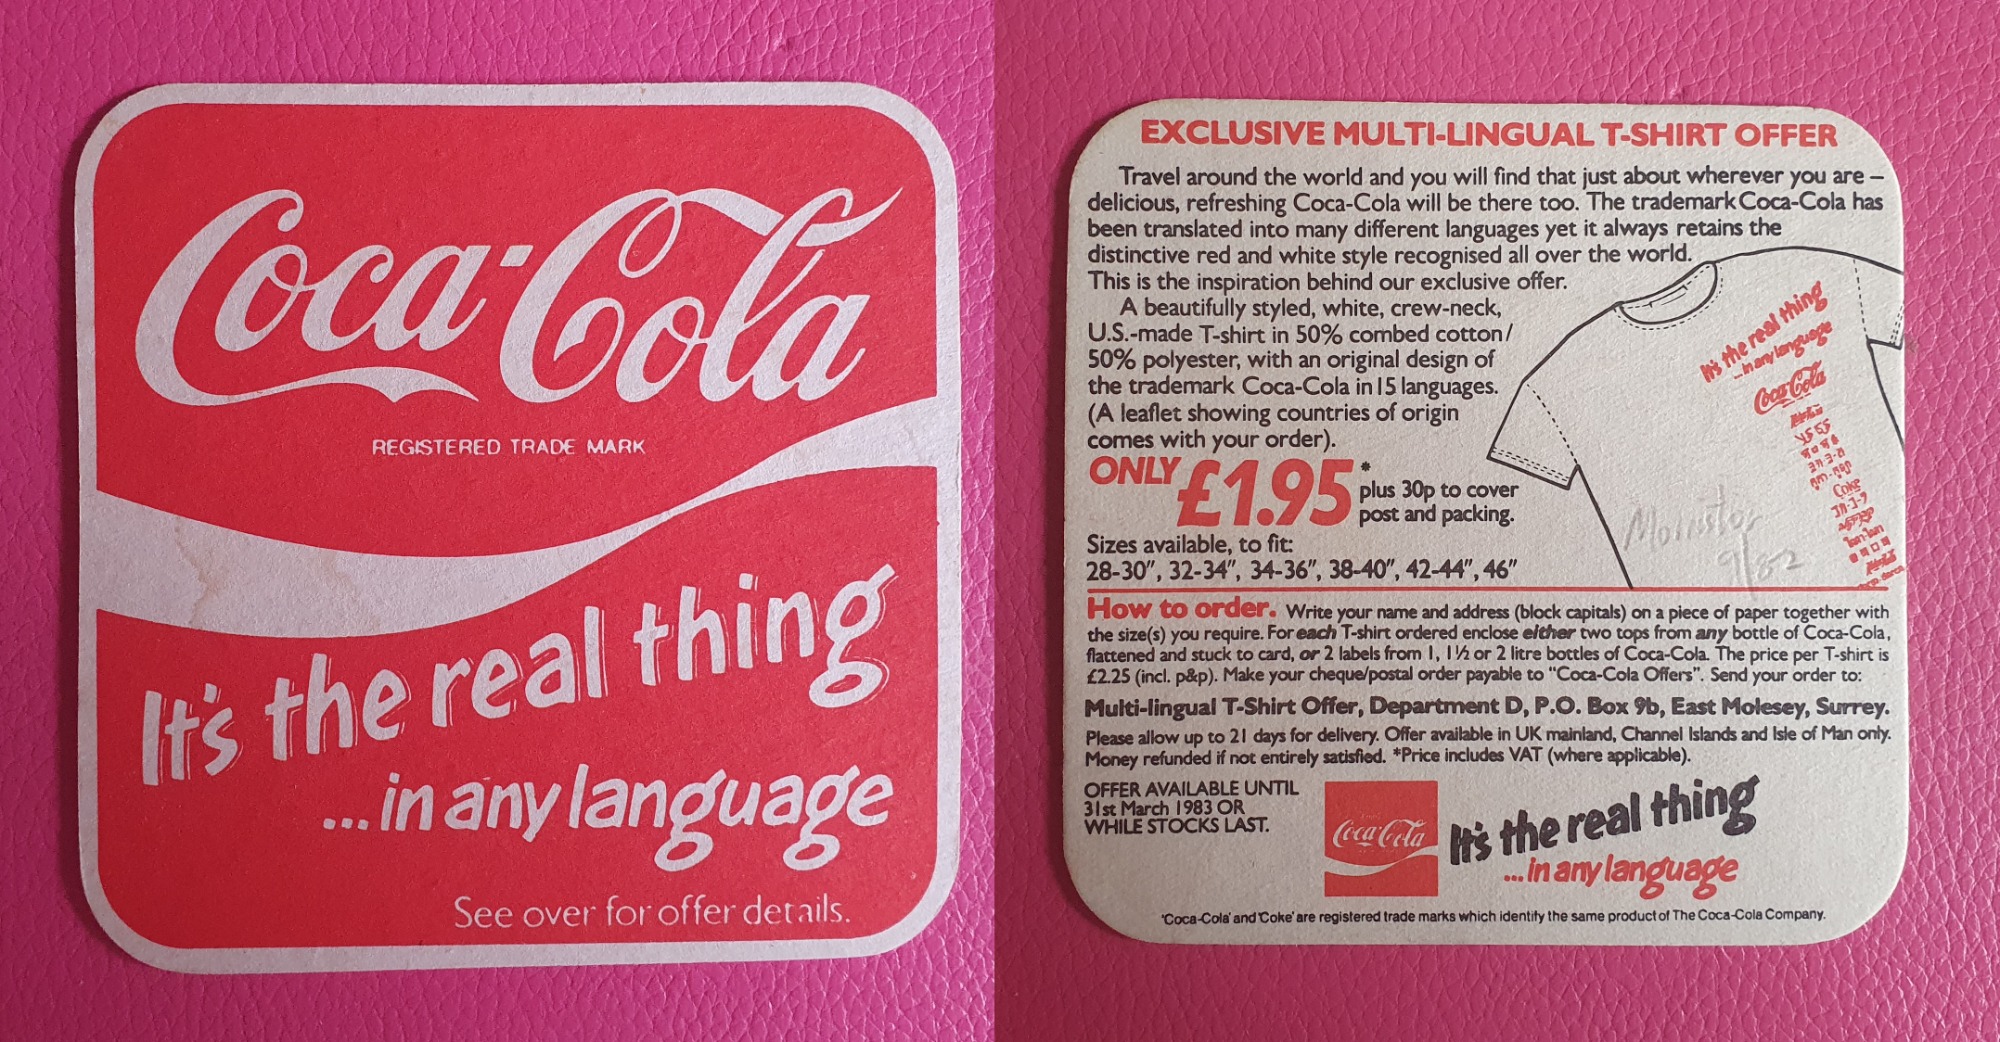 Coca-Cola
REGISTERED TRADE MARK
It's the real thing
...in any language
See over for offer details.
EXCLUSIVE MULTI-LINGUAL T-SHIRT OFFER
Travel around the world and you will find that just about wherever you are –
delicious, refreshing Coca-Cola will be there too. The trademark Coca-Cola has
been translated into many different languages yet it always retains the
distinctive red and white style recognised all over the world.
This is the inspiration behind our exclusive offer.
A beautifully styled, white, crew-neck,
U.S.-made T-shirt in 50% combed cotton/
50% polyester, with an original design of
the trademark Coca-Cola in 15 languages.
(A leaflet showing countries of origin
comes with your order).
ONLY £1.95* plus 30p to cover
post and packing.
Sizes available, to fit:
28-30″, 32-34″, 34-36″, 38-40″, 42-44″, 46″
It's the real thing
...in any language
Coca-Cola
Coke
9/82
How to order. Write your name and address (block capitals) on a piece of paper together with
the size(s) you require. For each T-shirt ordered enclose either two tops from any bottle of Coca-Cola,
flattened and stuck to card, or 2 labels from 1, 1½ or 2 litre bottles of Coca-Cola. The price per T-shirt is
£2.25 (incl. p&p). Make your cheque/postal order payable to "Coca-Cola Offers". Send your order to:
Multi-lingual T-Shirt Offer, Department D, P.O. Box 9b, East Molesey, Surrey.
Please allow up to 21 days for delivery. Offer available in UK mainland, Channel Islands and Isle of Man only.
Money refunded if not entirely satisfied. *Price includes VAT (where applicable).
OFFER AVAILABLE UNTIL
31st March 1983 OR
WHILE STOCKS LAST.
Coca-Cola
It's the real thing
...in any language
'Coca-Cola' and 'Coke' are registered trade marks which identify the same product of The Coca-Cola Company.